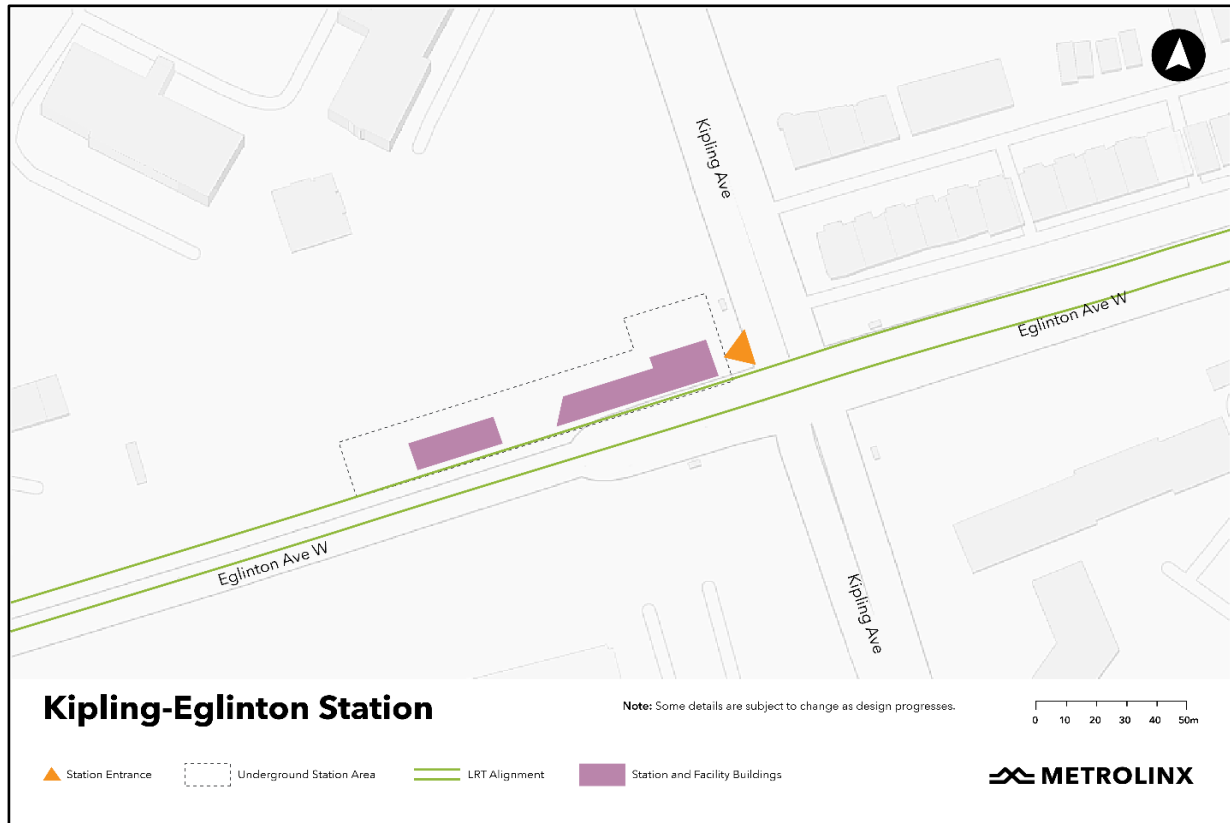 Kipling Ave
Eglinton Ave W
Eglinton Ave W
Kipling Ave
Kipling-Eglinton Station
Note: Some details are subject to change as design progresses.
0 10 20 30 40 50m
Station Entrance
Underground Station Area
LRT Alignment
Station and Facility Buildings
METROLINX